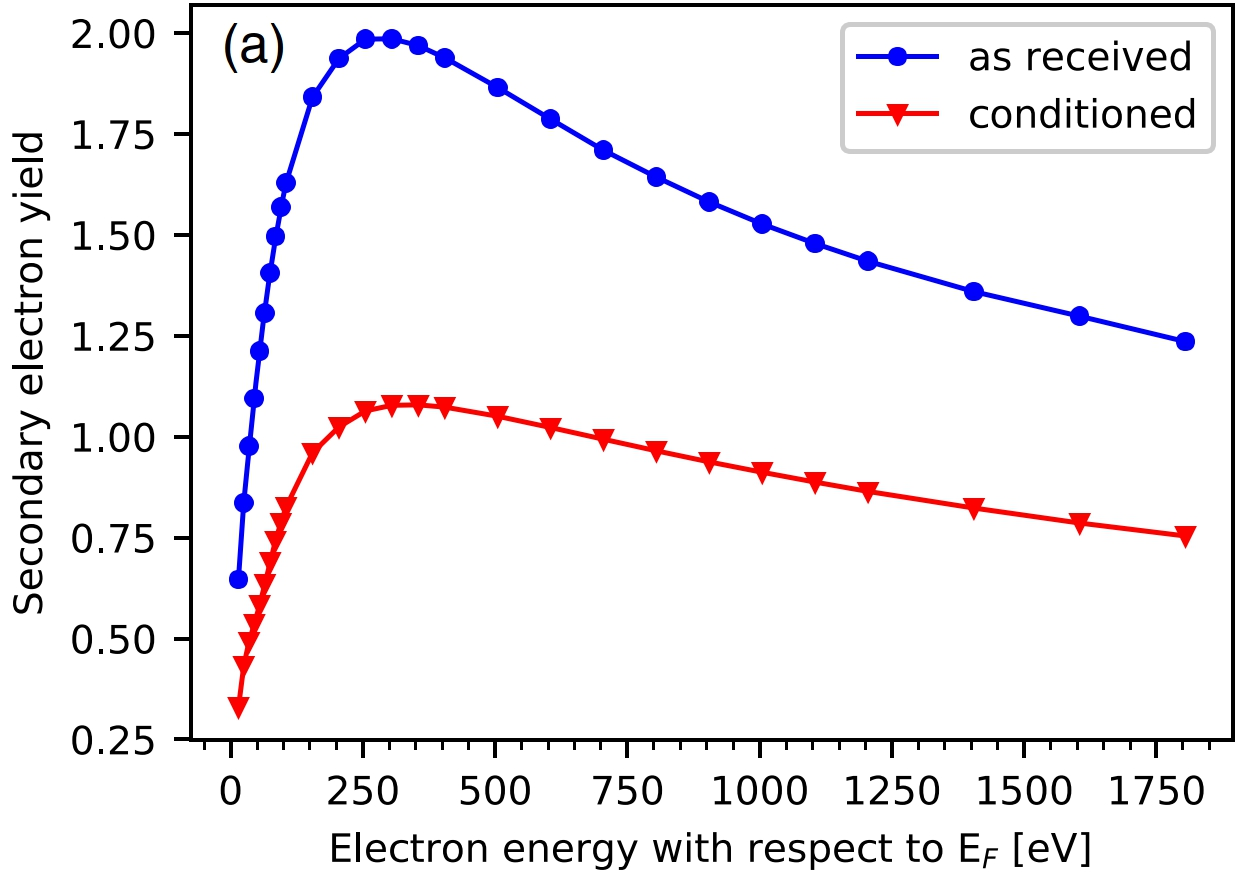 (a)
as received
conditioned
Secondary electron yield
2.00
1.75
1.50
1.25
1.00
0.75
0.50
0.25
0 250 500 750 1000 1250 1500 1750
Electron energy with respect to E_F [eV]